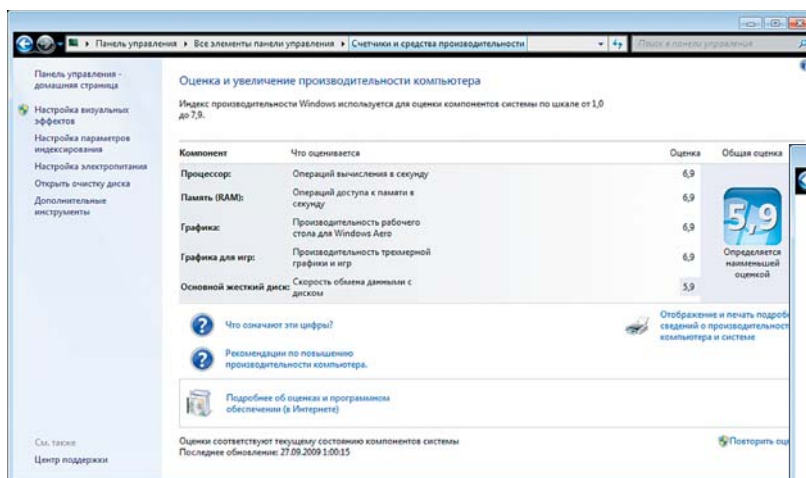 Панель управления ▸ Все элементы панели управления ▸ Счетчики и средства производительности
Поиск в панели управления
Панель управления -
домашняя страница
Настройка визуальных
эффектов
Настройка параметров
индексирования
Настройка электропитания
Открыть очистку диска
Дополнительные
инструменты
См. также
Центр поддержки
Оценка и увеличение производительности компьютера
Индекс производительности Windows используется для оценки компонентов системы по шкале от 1,0
до 7,9.
Компонент Что оценивается Оценка Общая оценка
Процессор: Операций вычисления в секунду 6,9
Память (RAM): Операций доступа к памяти в
секунду 6,9
Графика: Производительность рабочего
стола для Windows Aero 6,9
Графика для игр: Производительность трехмерной
графики и игр 6,9
Основной жесткий диск: Скорость обмена данными с
диском 5,9
5,9
Определяется
наименьшей
оценкой
Что означают эти цифры?
Рекомендации по повышению
производительности компьютера.
Отображение и печать подроб
сведений о производительност
компьютера и системе
Подробнее об оценках и программном
обеспечении (в Интернете)
Оценки соответствуют текущему состоянию компонентов системы
Последнее обновление: 27.09.2009 1:00:15
Повторить оц